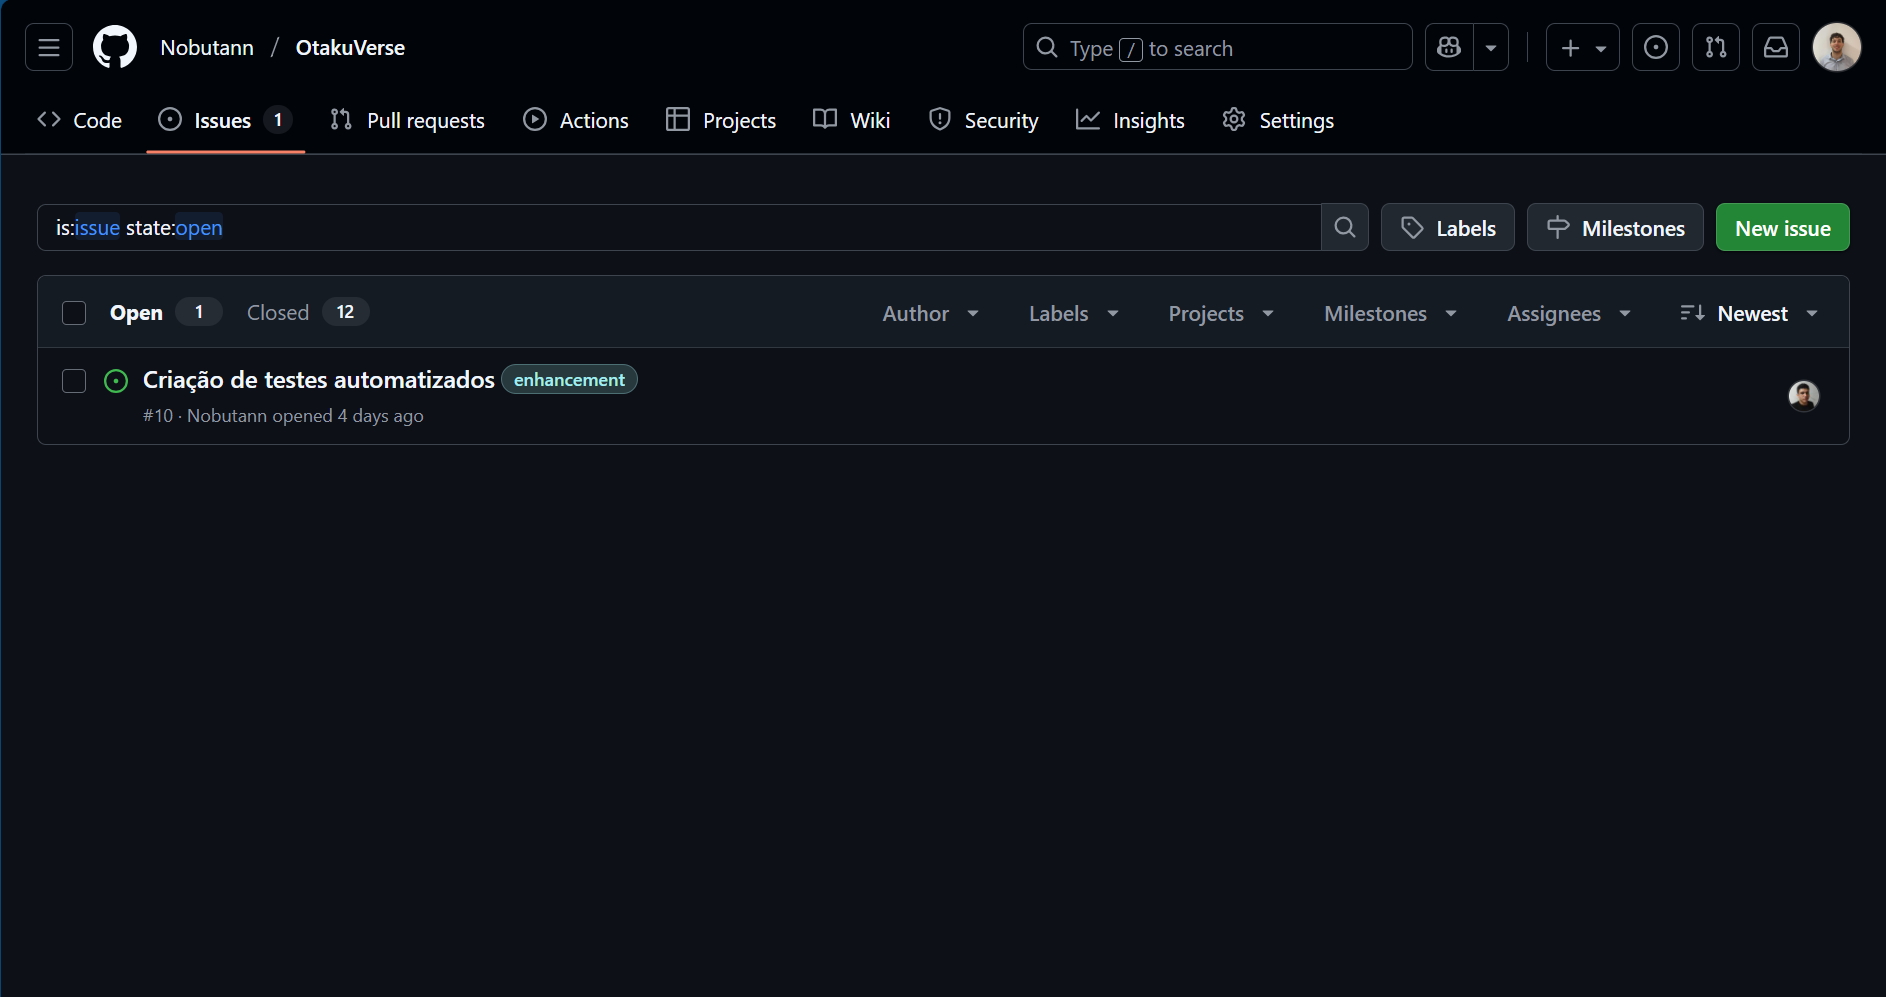 Nobutann / OtakuVerse Type / to search
Code Issues 1 Pull requests Actions Projects Wiki Security Insights Settings
is:issue state:open Labels Milestones New issue
Open 1 Closed 12 Author Labels Projects Milestones Assignees Newest
Criação de testes automatizados enhancement
#10 · Nobutann opened 4 days ago